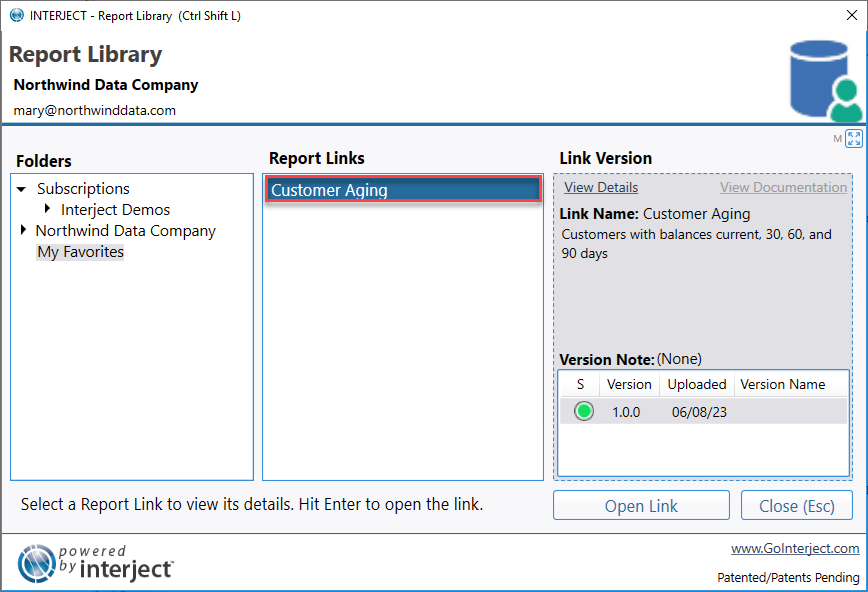 INTERJECT - Report Library (Ctrl Shift L)
Report Library
Northwind Data Company
mary@northwinddata.com
M
Folders
Subscriptions
Interject Demos
Northwind Data Company
My Favorites
Report Links
Customer Aging
Link Version
View Details View Documentation
Link Name: Customer Aging
Customers with balances current, 30, 60, and
90 days
Version Note: (None)
S Version Uploaded Version Name
1.0.0 06/08/23
Select a Report Link to view its details. Hit Enter to open the link.
Open Link Close (Esc)
powered
by interject™
www.GoInterject.com
Patented/Patents Pending